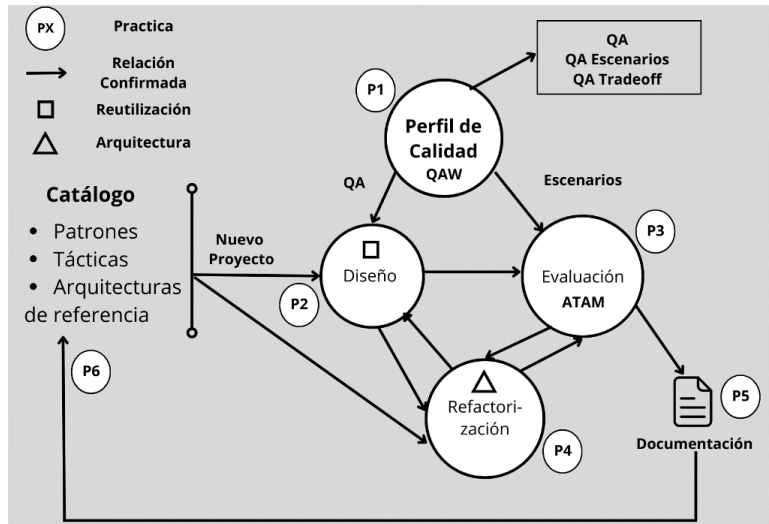 PX
Practica
Relación
Confirmada
Reutilización
Arquitectura
QA
QA Escenarios
QA Tradeoff
P1
Perfil de
Calidad
QAW
QA
Escenarios
Catálogo
• Patrones
• Tácticas
• Arquitecturas
de referencia
Nuevo
Proyecto
Diseño
P2
Evaluación
ATAM
P3
Refactori-
zación
P4
P5
Documentación
P6